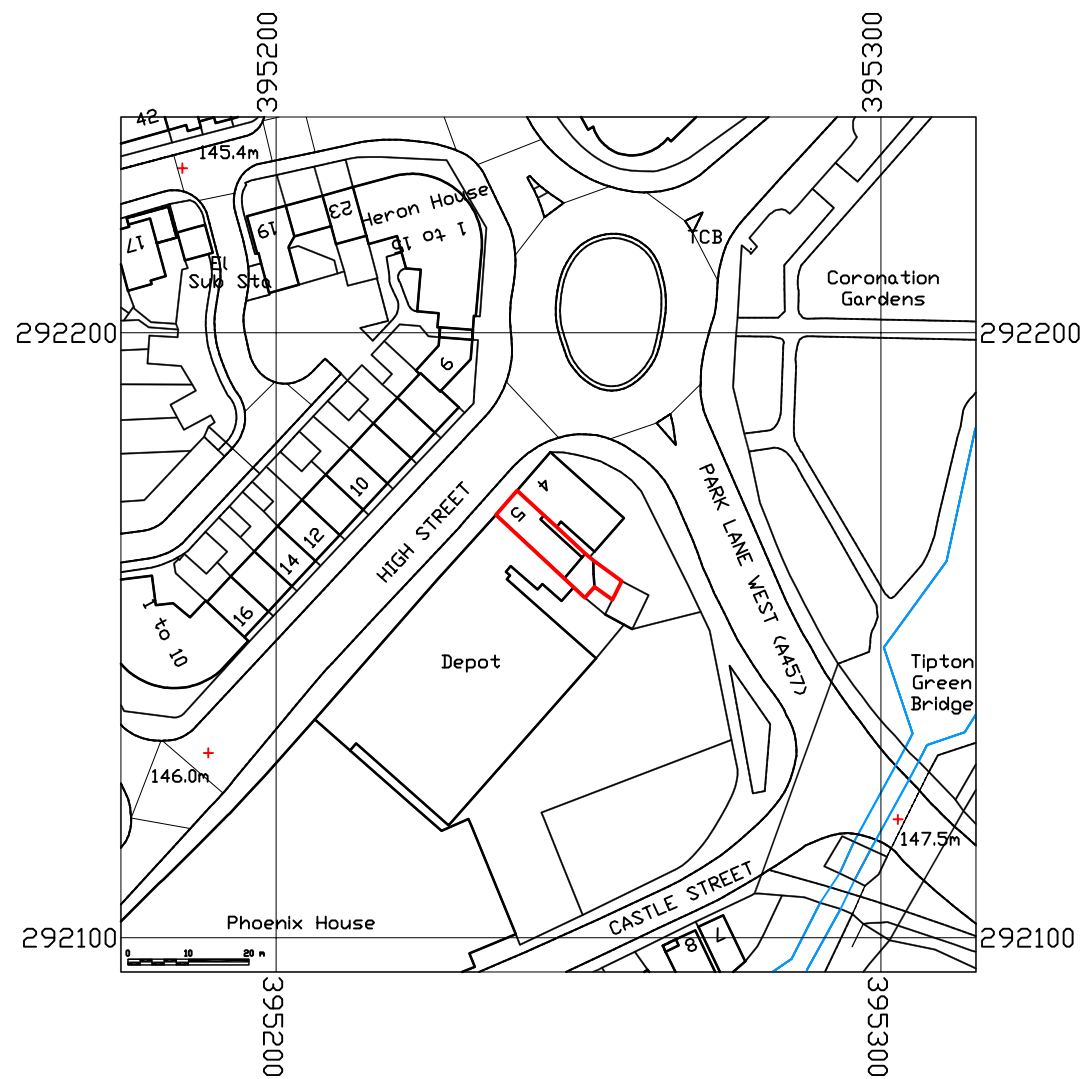 395200
395300
42
145.4m
23
19
Heron House
1 to 15
17
TCB
El
Sub Sta
Coronation
Gardens
292200
292200
9
4
10
5
HIGH STREET
PARK LANE WEST (A457)
12
14
16
1 to 10
Depot
Tipton
Green
Bridge
146.0m
147.5m
CASTLE STREET
Phoenix House
7
8
292100
292100
0 10 20 m
395200
395300